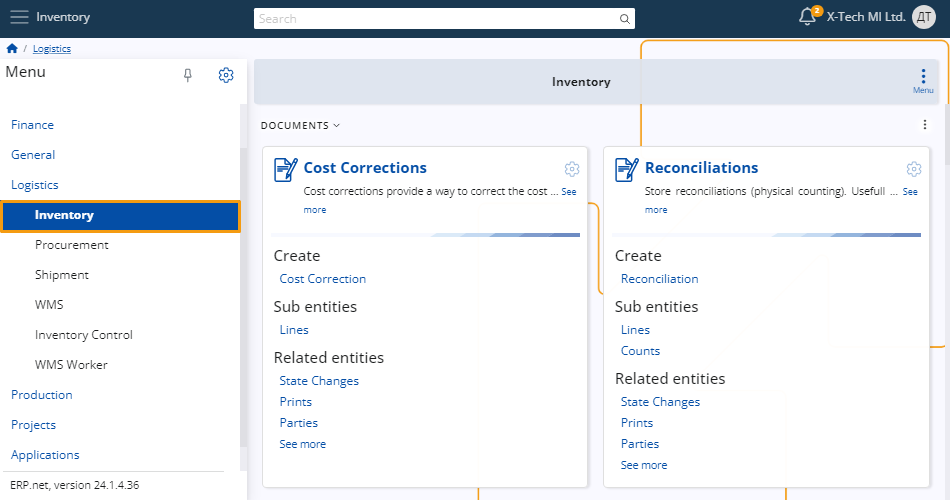 Inventory
Search
2
X-Tech MI Ltd.
ДТ
/ Logistics
Menu
Finance
General
Logistics
Inventory
Procurement
Shipment
WMS
Inventory Control
WMS Worker
Production
Projects
Applications
ERP.net, version 24.1.4.36
Inventory
Menu
DOCUMENTS
Cost Corrections
Cost corrections provide a way to correct the cost ... See
more
Create
Cost Correction
Sub entities
Lines
Related entities
State Changes
Prints
Parties
See more
Reconciliations
Store reconciliations (physical counting). Usefull ... See
more
Create
Reconciliation
Sub entities
Lines
Counts
Related entities
State Changes
Prints
Parties
See more